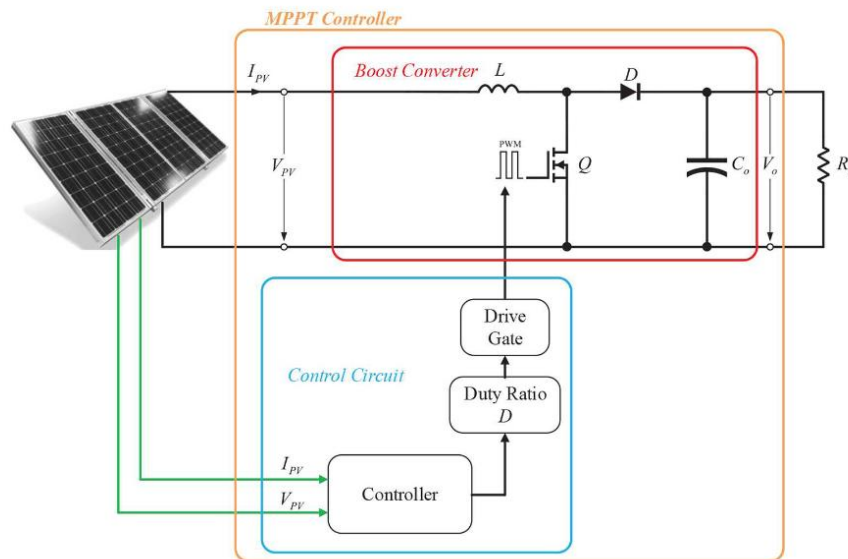 MPPT Controller
Boost Converter
I_PV
L
D
V_PV
PWM
Q
C_o
V_o
R
Drive
Gate
Control Circuit
Duty Ratio
D
I_PV
Controller
V_PV